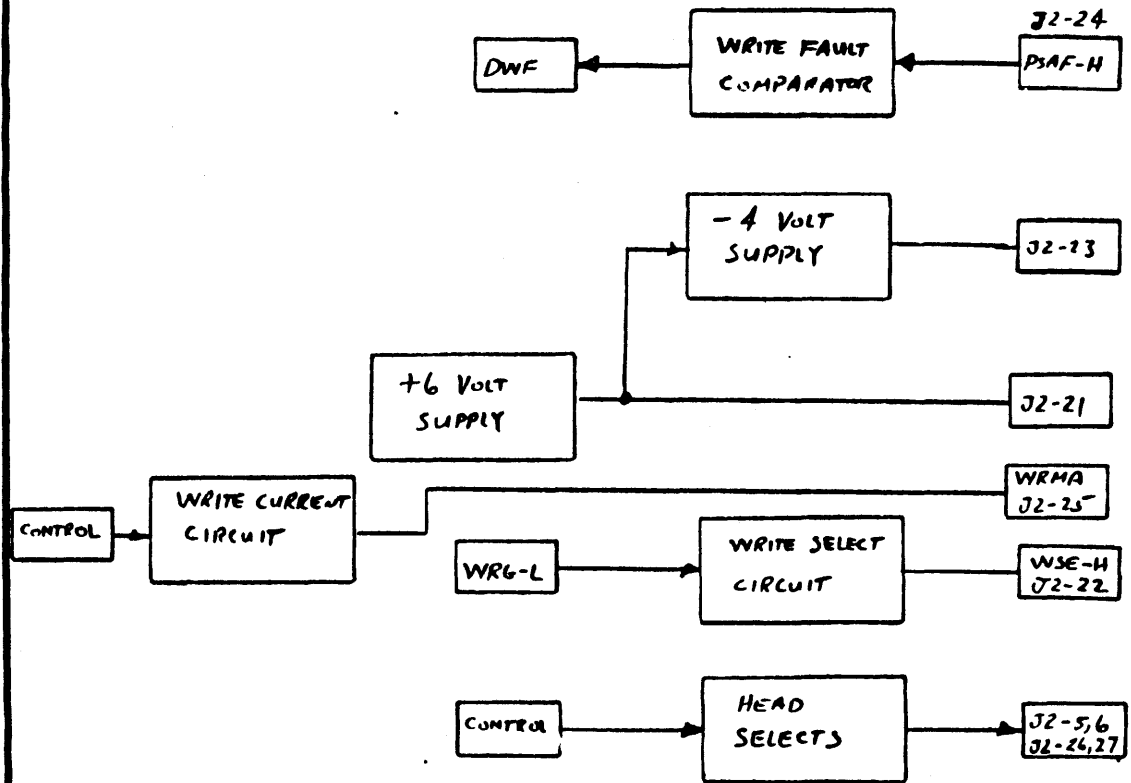 J2-24
DWF
WRITE FAULT
COMPARATOR
PSAF-H
-4 VOLT
SUPPLY
J2-23
+6 VOLT
SUPPLY
J2-21
CONTROL
WRITE CURRENT
CIRCUIT
WRMA
J2-25
WRG-L
WRITE SELECT
CIRCUIT
WSE-H
J2-22
CONTROL
HEAD
SELECTS
J2-5,6
J2-26,27